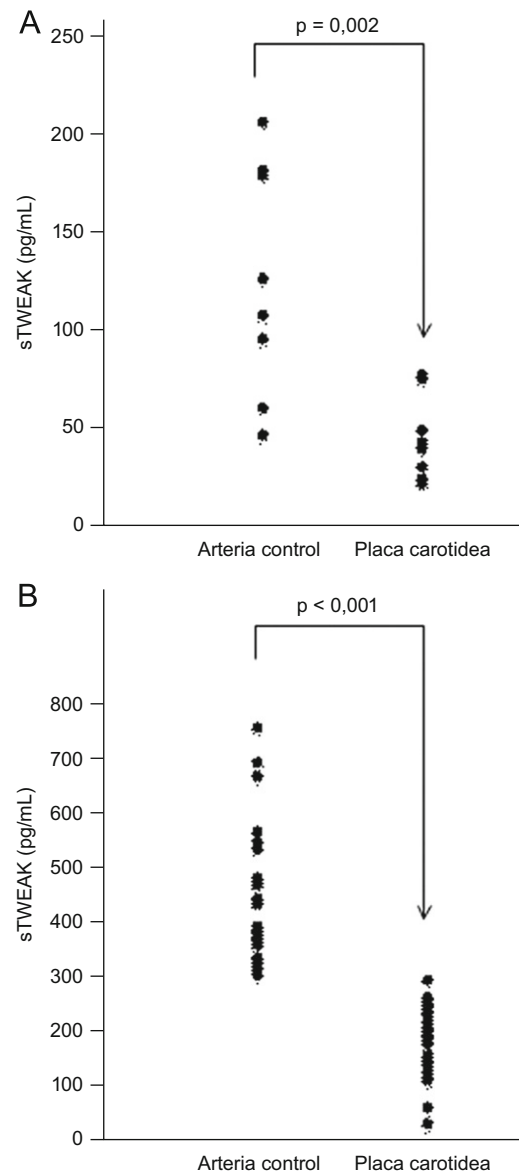 A
p = 0,002
250
200
150
100
50
0
sTWEAK (pg/mL)
Arteria control Placa carotidea
B
p < 0,001
800
700
600
500
400
300
200
100
0
sTWEAK (pg/mL)
Arteria control Placa carotidea